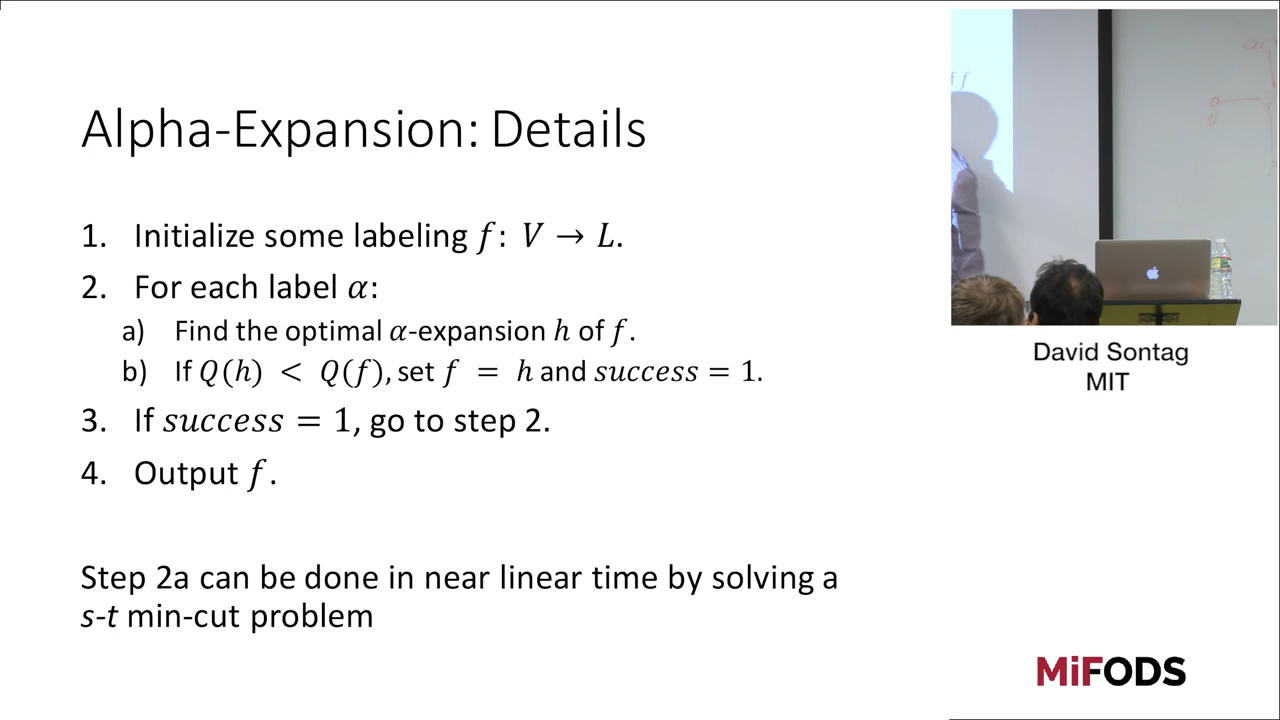 Alpha-Expansion: Details
1. Initialize some labeling f: V → L.
2. For each label α:
a) Find the optimal α-expansion h of f.
b) If Q(h) < Q(f), set f = h and success = 1.
3. If success = 1, go to step 2.
4. Output f.
Step 2a can be done in near linear time by solving a
s-t min-cut problem
David Sontag
MIT
MiFODS